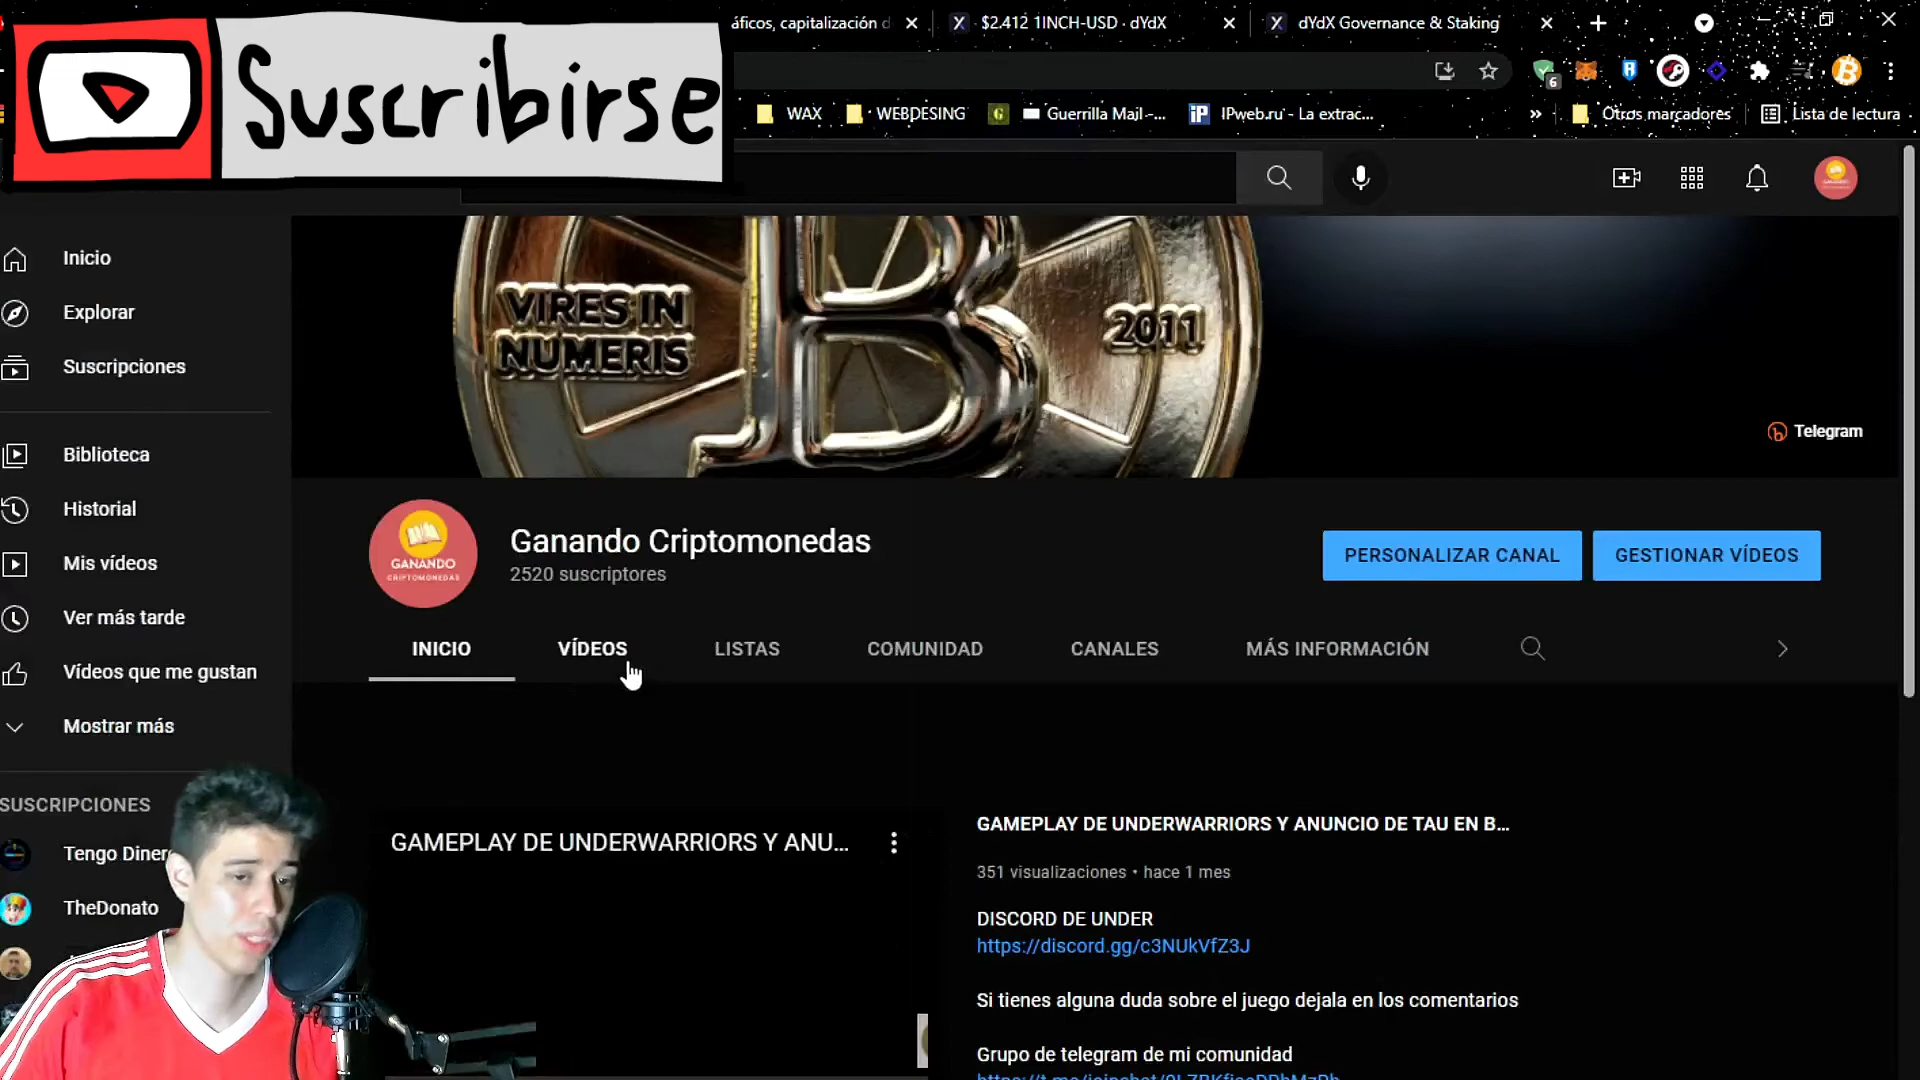 áficos, capitalización d
$2.412 1INCH-USD · dYdX
dYdX Governance & Staking
Suscribirse
6
WAX
WEBDESING
G
Guerrilla Mail -...
iP
IPweb.ru - La extrac...
»
Otros marcadores
Lista de lectura
Inicio
Explorar
Suscripciones
Biblioteca
Historial
Mis vídeos
Ver más tarde
Vídeos que me gustan
Mostrar más
SUSCRIPCIONES
Tengo Diner
TheDonato
VIRES IN
NUMERIS
2011
Telegram
GANANDO
CRIPTOMONEDAS
Ganando Criptomonedas
2520 suscriptores
PERSONALIZAR CANAL
GESTIONAR VÍDEOS
INICIO
VÍDEOS
LISTAS
COMUNIDAD
CANALES
MÁS INFORMACIÓN
GAMEPLAY DE UNDERWARRIORS Y ANU...
GAMEPLAY DE UNDERWARRIORS Y ANUNCIO DE TAU EN B...
351 visualizaciones • hace 1 mes
DISCORD DE UNDER
https://discord.gg/c3NUkVfZ3J
Si tienes alguna duda sobre el juego dejala en los comentarios
Grupo de telegram de mi comunidad